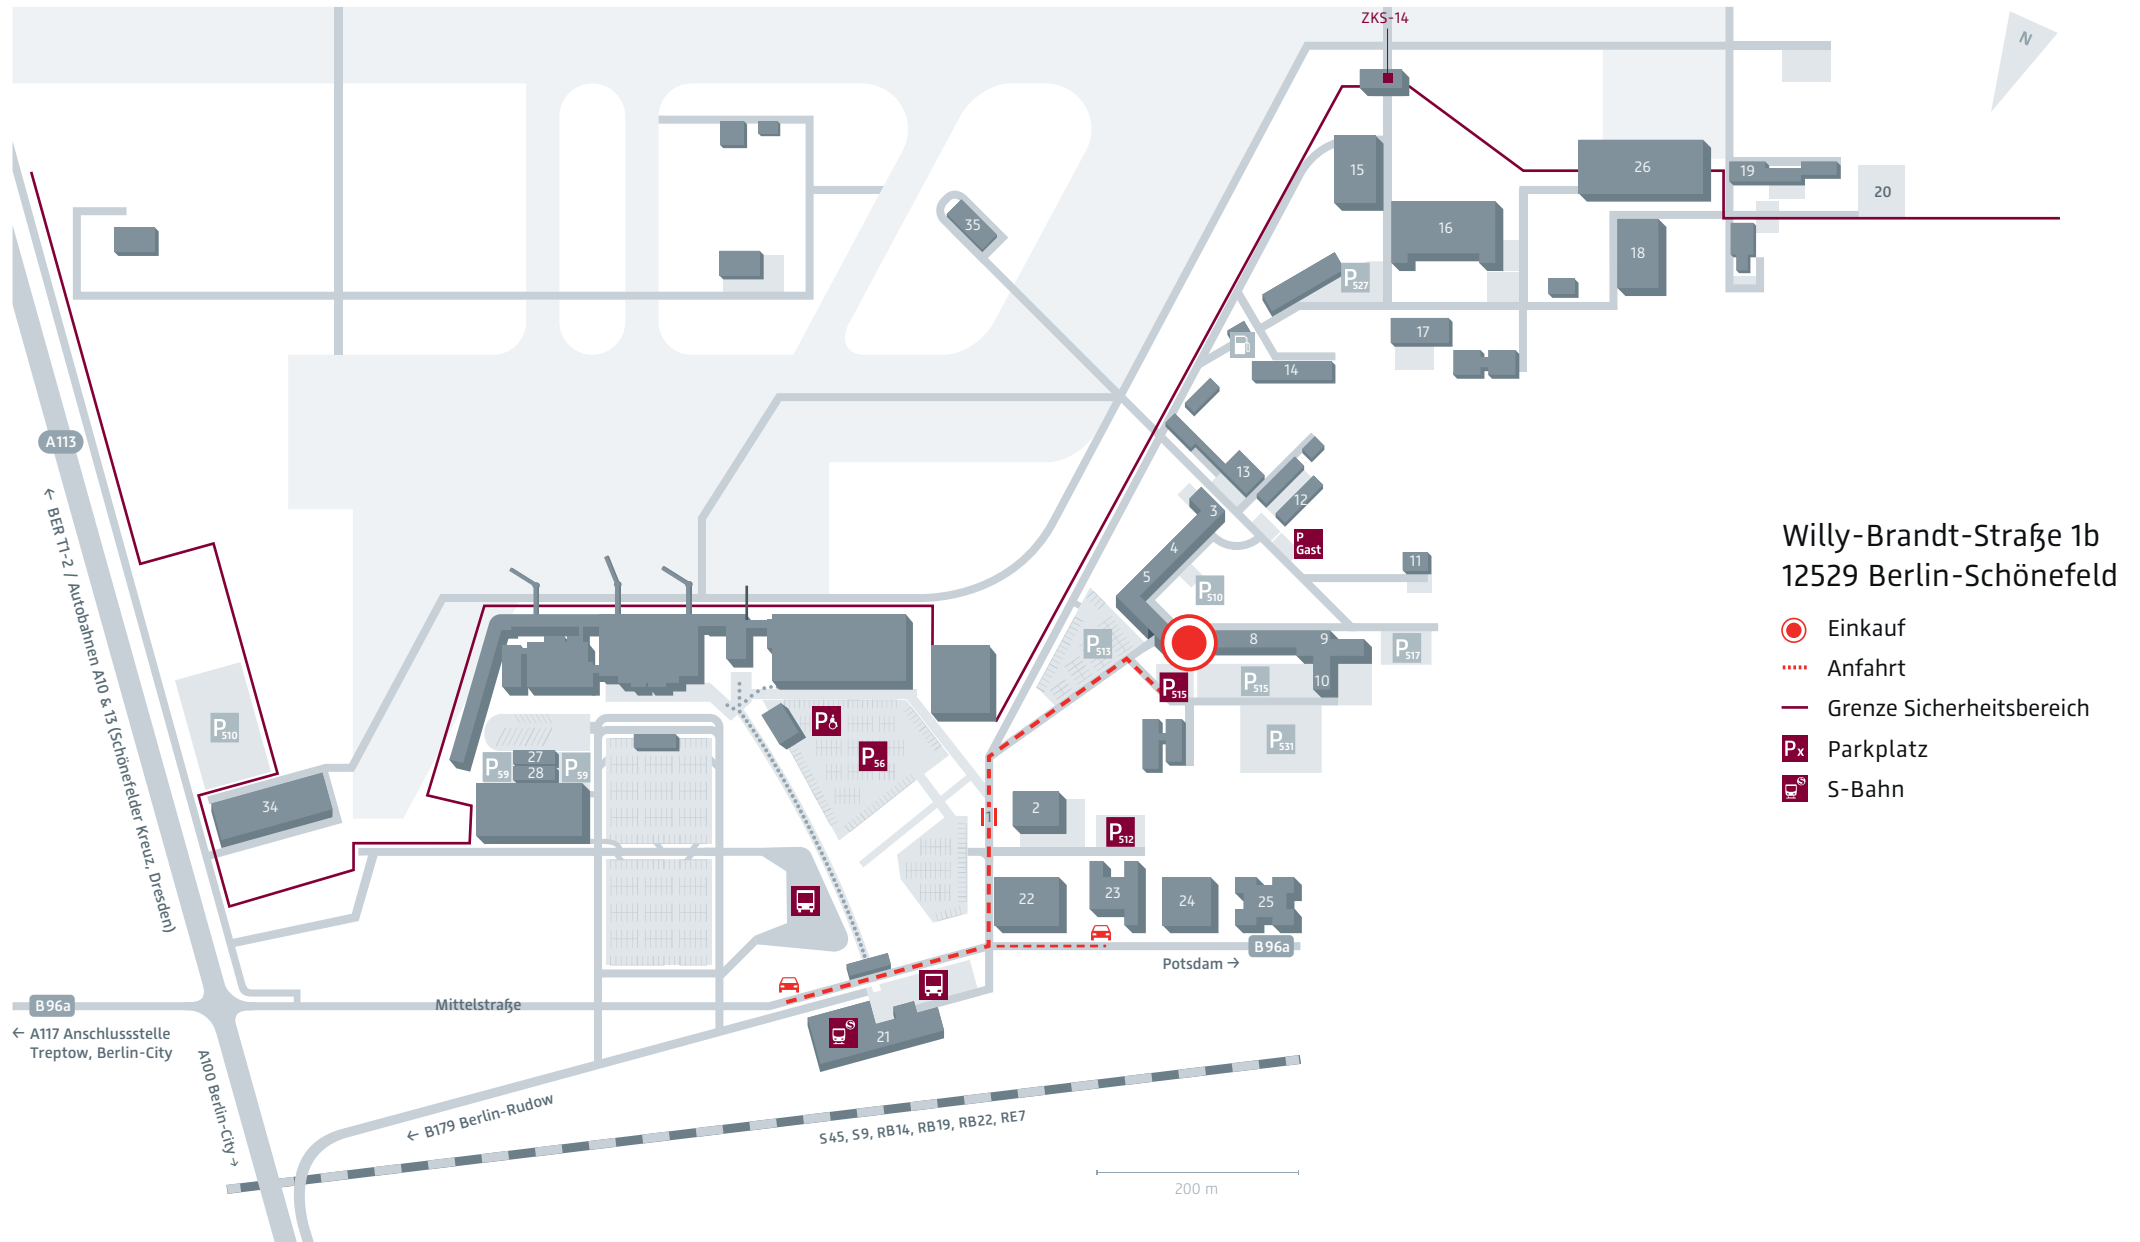 ZKS-14
N
15
26
19
20
16
18
35
P527
17
14
A113
13
12
3
P
Gast
4
11
5
P510
← BER T1-2 / Autobahnen A10 & 13 (Schönefelder Kreuz, Dresden)
Willy-Brandt-Straße 1b
12529 Berlin-Schönefeld
Einkauf
Anfahrt
Grenze Sicherheitsbereich
Px Parkplatz
S S-Bahn
P513
8
9
P517
P515
P515
10
P510
P
P56
P531
27
P59
28
P59
34
1
2
P512
22
23
24
25
B96a
Potsdam →
B96a
Mittelstraße
← A117 Anschlussstelle
Treptow, Berlin-City
S
21
A100 Berlin-City →
← B179 Berlin-Rudow
S45, S9, RB14, RB19, RB22, RE7
200 m